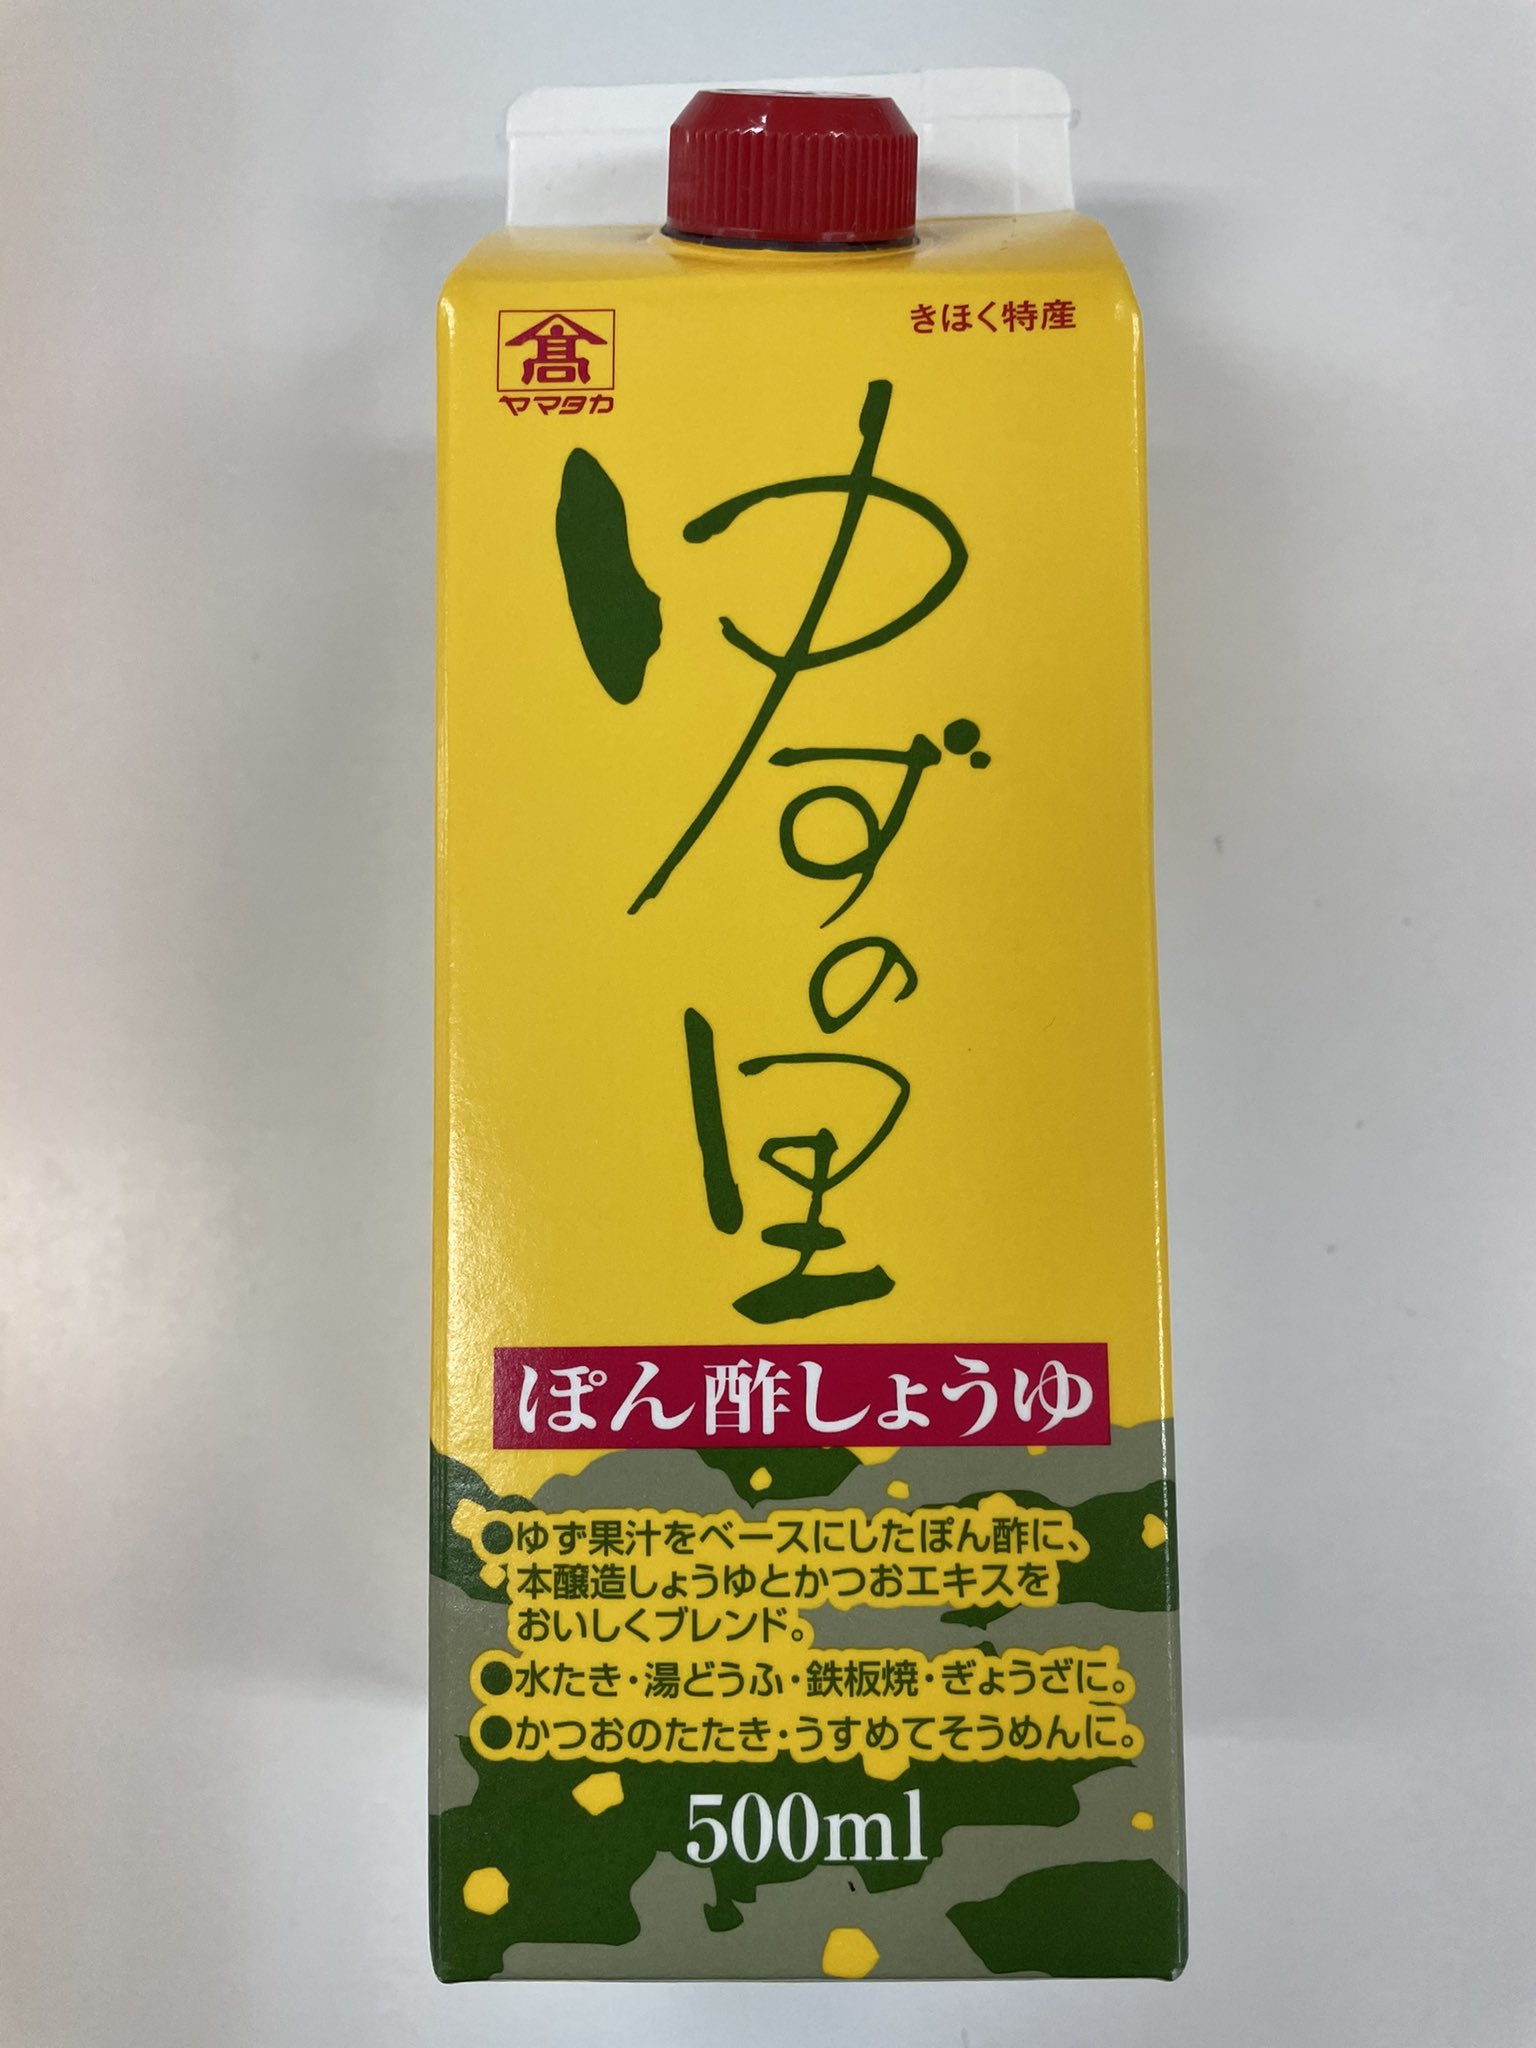 髙
ヤマタカ
きほく特産
ゆずの里
ぽん酢しょうゆ
●ゆず果汁をベースにしたぽん酢に、
本醸造しょうゆとかつおエキスを
おいしくブレンド。
●水たき・湯どうふ・鉄板焼・ぎょうざに。
●かつおのたたき・うすめてそうめんに。
500ml